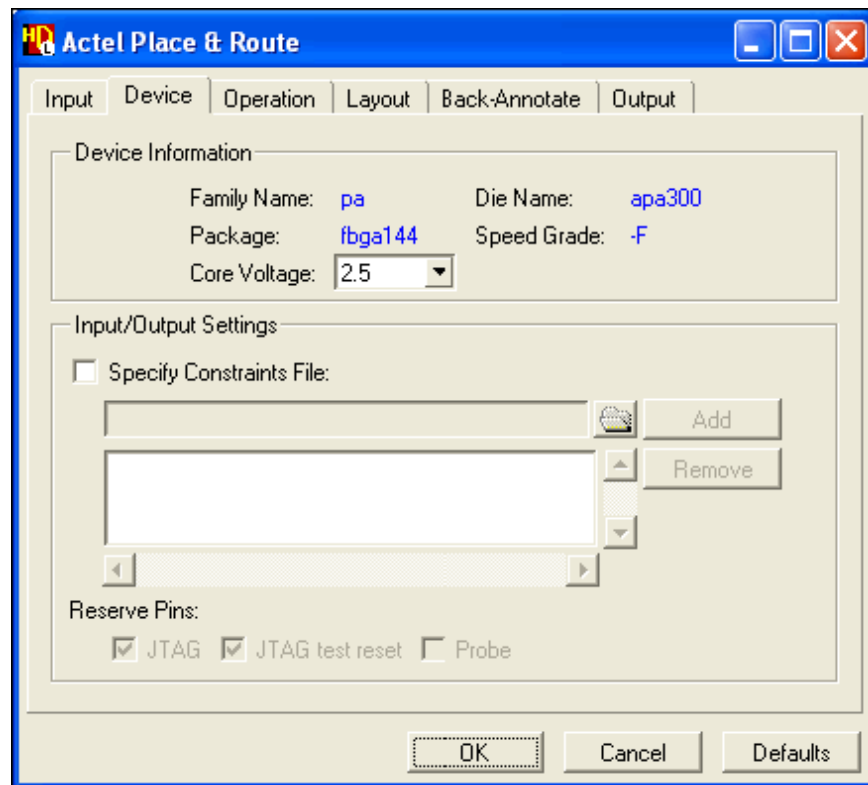 HDL Actel Place & Route
Input Device Operation Layout Back-Annotate Output
Device Information
Family Name: pa Die Name: apa300
Package: fbga144 Speed Grade: -F
Core Voltage: 2.5
Input/Output Settings
Specify Constraints File:
Add
Remove
Reserve Pins:
JTAG JTAG test reset Probe
OK Cancel Defaults